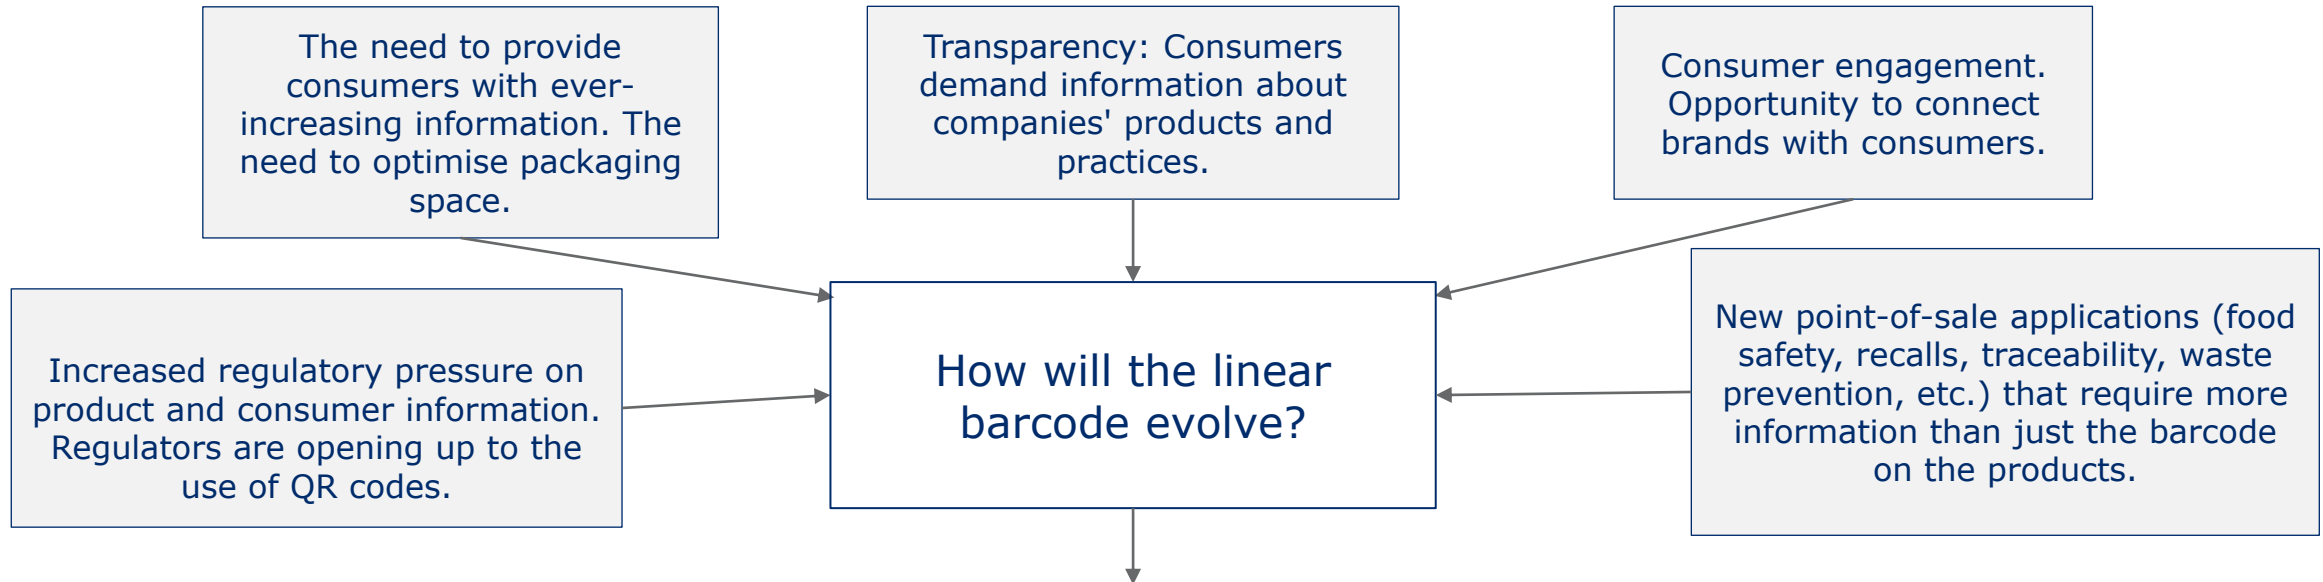 The need to provide
consumers with ever-
increasing information. The
need to optimise packaging
space.
Transparency: Consumers
demand information about
companies' products and
practices.
Consumer engagement.
Opportunity to connect
brands with consumers.
Increased regulatory pressure on
product and consumer information.
Regulators are opening up to the
use of QR codes.
How will the linear
barcode evolve?
New point-of-sale applications (food
safety, recalls, traceability, waste
prevention, etc.) that require more
information than just the barcode
on the products.